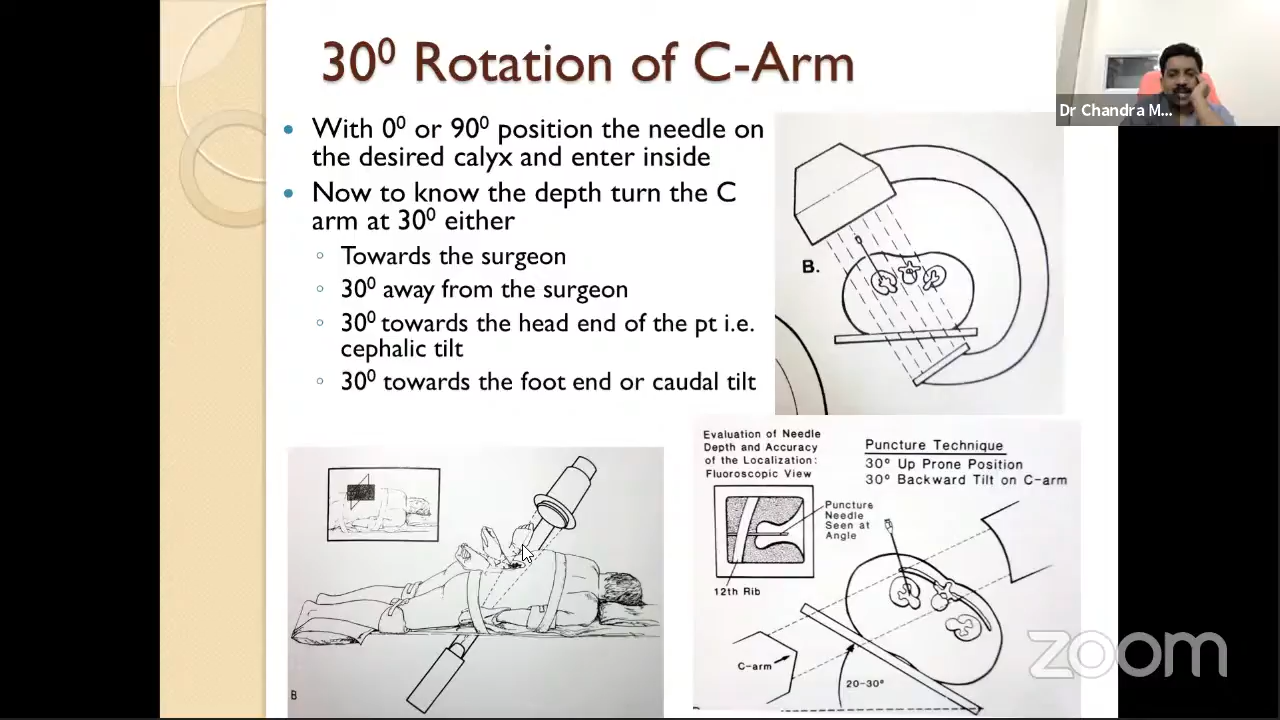 30⁰ Rotation of C-Arm
With 0⁰ or 90⁰ position the needle on
the desired calyx and enter inside
Now to know the depth turn the C
arm at 30⁰ either
Towards the surgeon
30⁰ away from the surgeon
30⁰ towards the head end of the pt i.e.
cephalic tilt
30⁰ towards the foot end or caudal tilt
Dr Chandra M...
B.
B
Evaluation of Needle
Depth and Accuracy
of the Localization:
Fluoroscopic View
Puncture
Needle
Seen at
Angle
12th Rib
Puncture Technique
30° Up Prone Position
30° Backward Tilt on C-arm
C-arm
20-30°
zoom